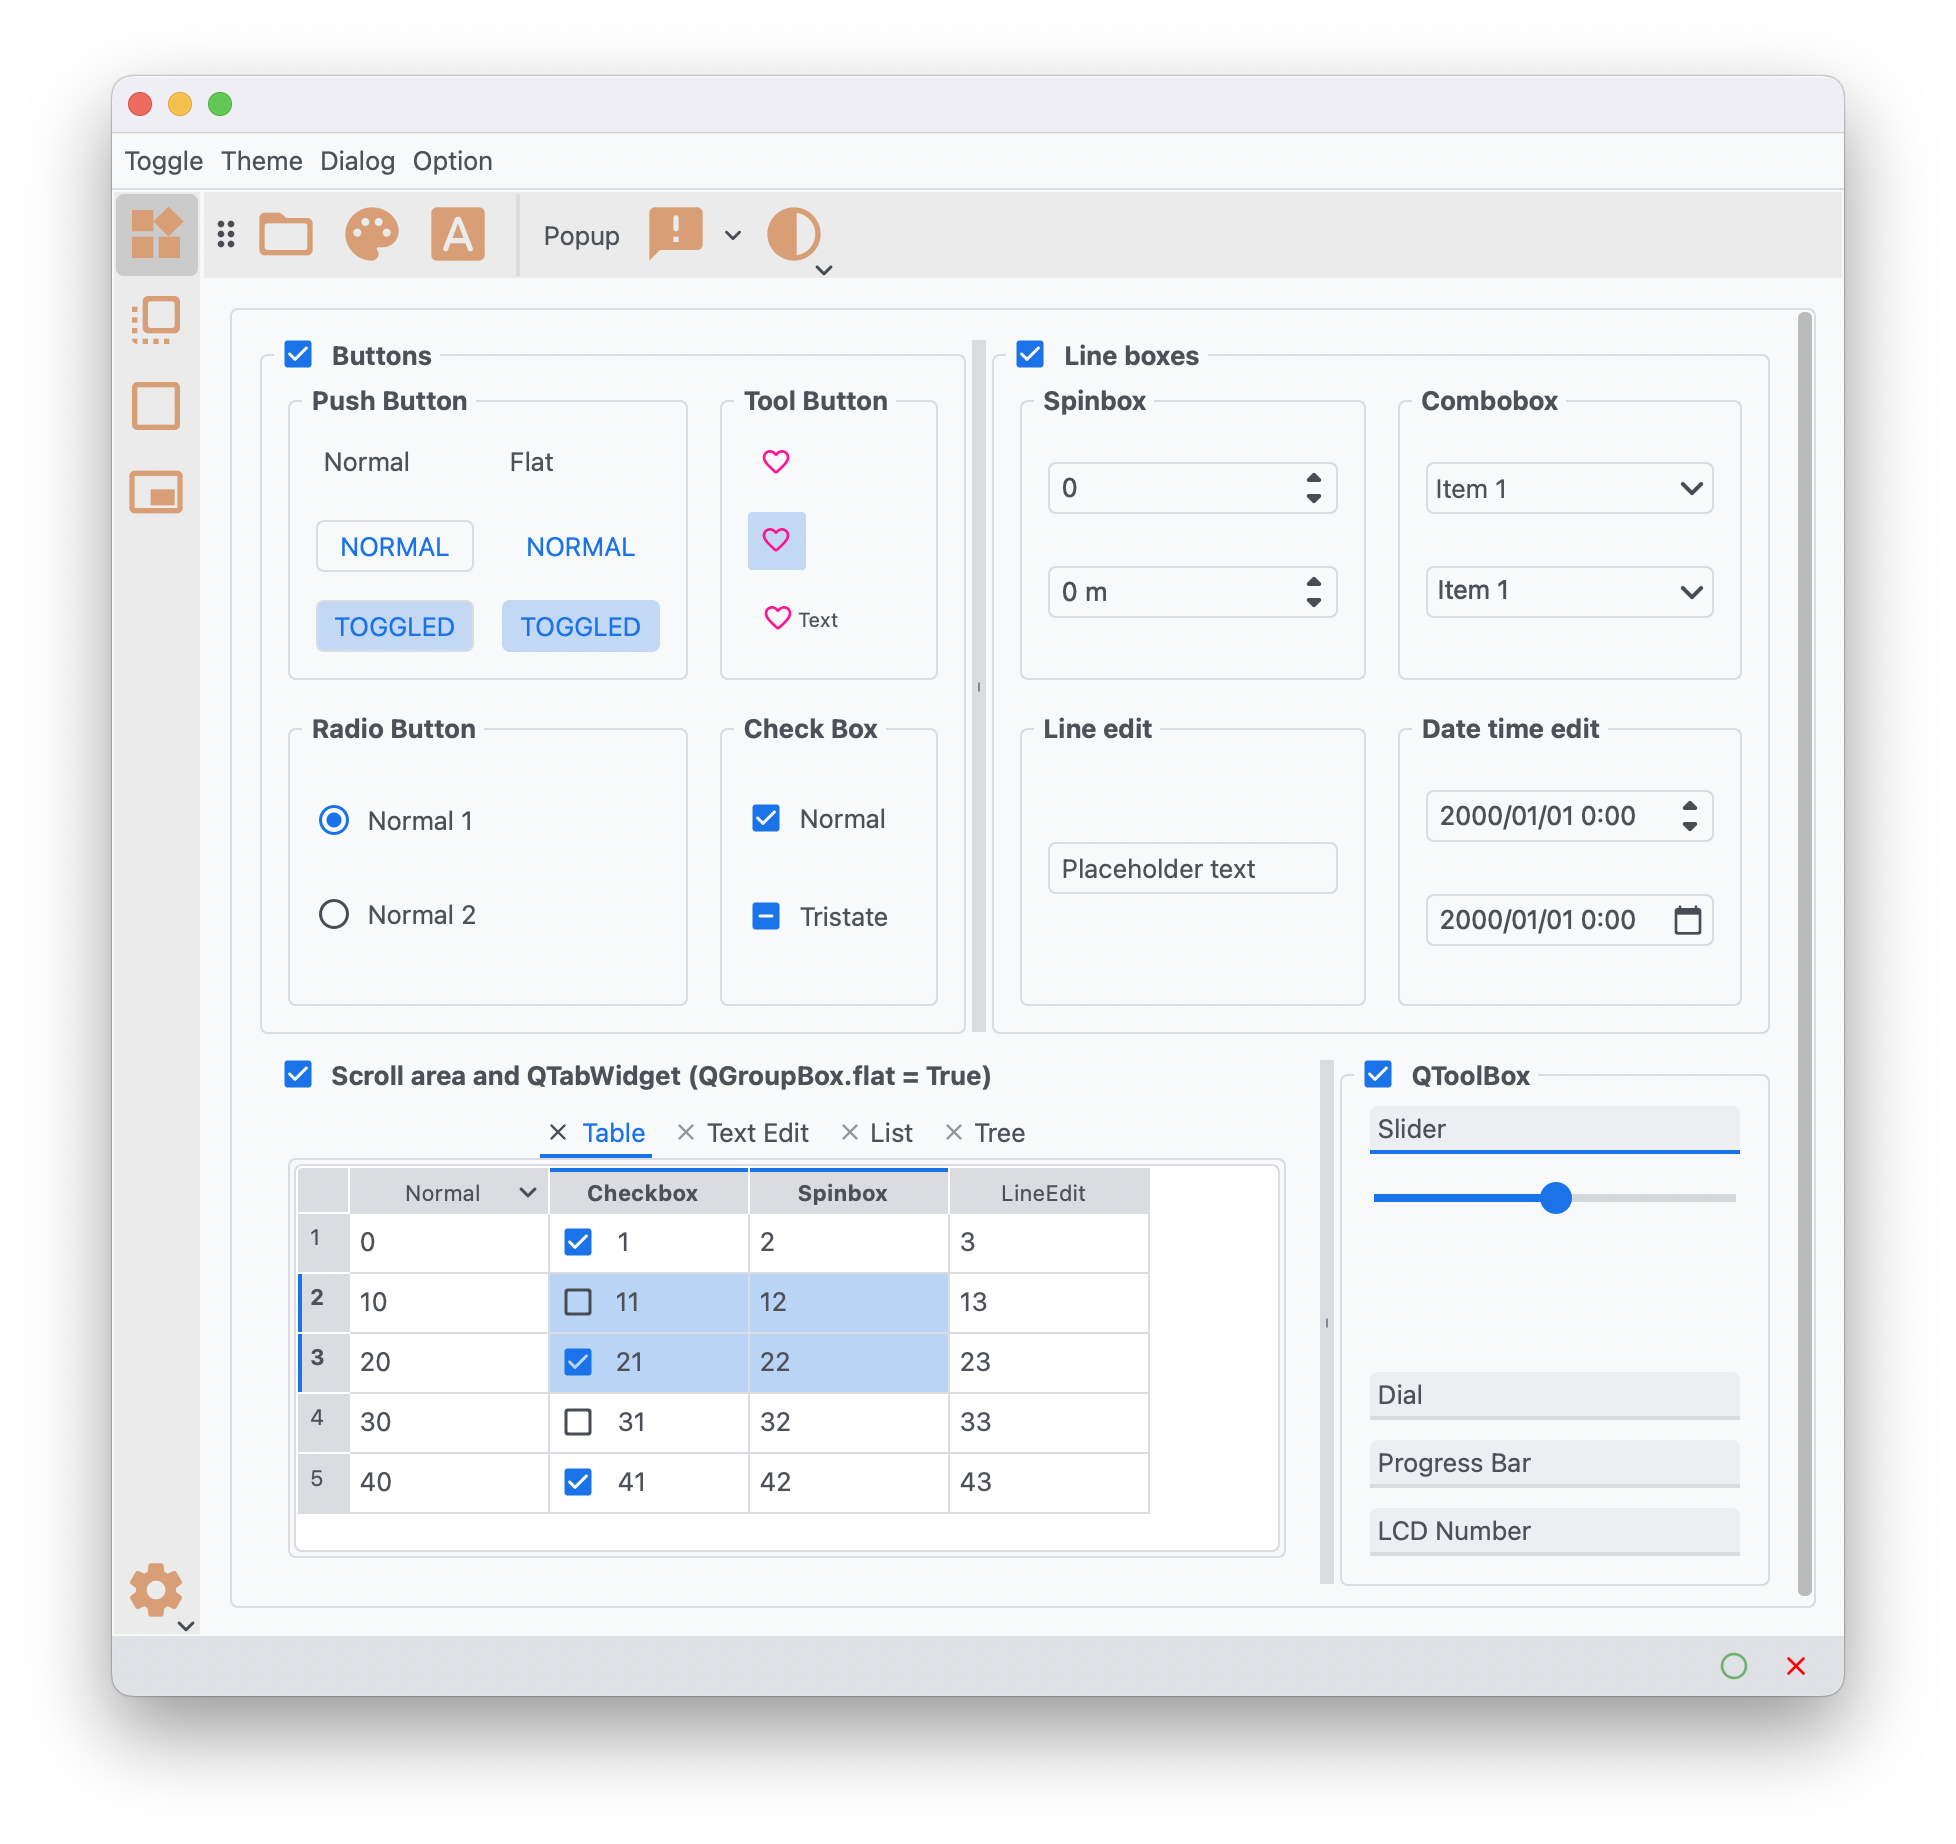 Toggle Theme Dialog Option
Popup
Buttons
Push Button
Normal Flat
NORMAL NORMAL
TOGGLED TOGGLED
Tool Button
Text
Radio Button
Normal 1
Normal 2
Check Box
Normal
Tristate
Line boxes
Spinbox
0
0 m
Combobox
Item 1
Item 1
Line edit
Placeholder text
Date time edit
2000/01/01 0:00
2000/01/01 0:00
Scroll area and QTabWidget (QGroupBox.flat = True)
Table Text Edit List Tree
Normal Checkbox Spinbox LineEdit
1 0 1 2 3
2 10 11 12 13
3 20 21 22 23
4 30 31 32 33
5 40 41 42 43
QToolBox
Slider
Dial
Progress Bar
LCD Number